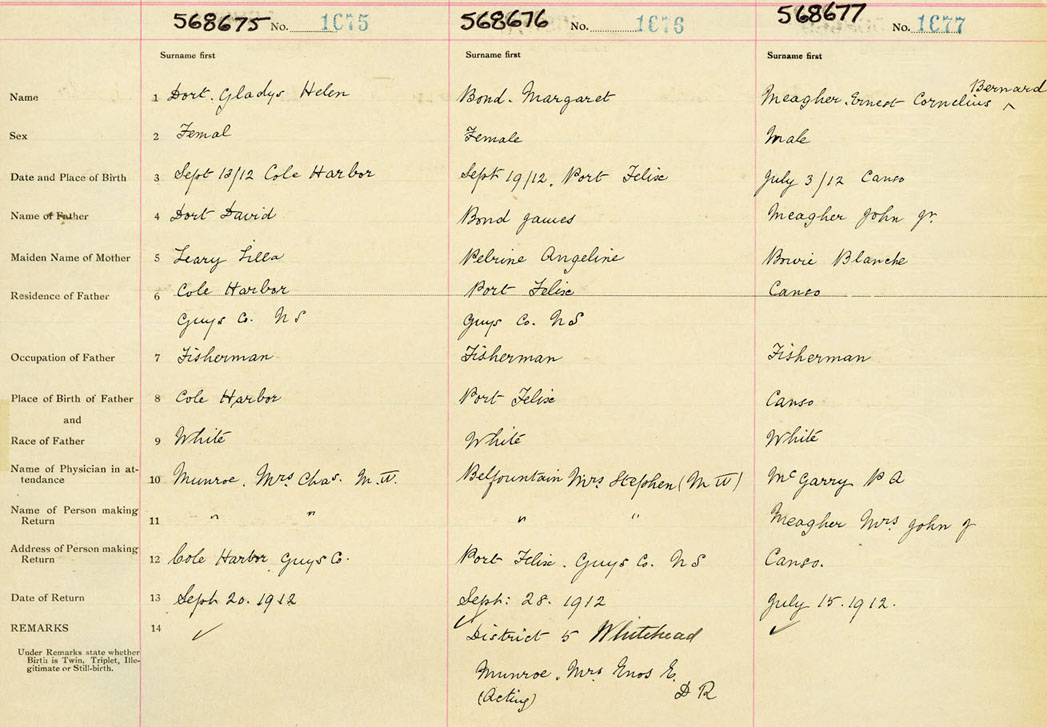 568675 No. 1675 568676 No. 1676 568677 No. 1677
Surname first Surname first Surname first
Bernard
Name 1 Dort. Gladys Helen Bond. Margaret Meagher. Ernest Cornelius ^
Sex 2 Femal Female Male
Date and Place of Birth 3 Sept 13/12 Cole Harbor Sept 19/12, Port Felix July 3/12 Canso
Name of Father 4 Dort David Bond James Meagher John Jr.
Maiden Name of Mother 5 Leary Lilla Pelrine Angeline Bowie Blanche
Residence of Father 6 Cole Harbor Port Felix Canso
Guys Co. N S Guys Co. N S
Occupation of Father 7 Fisherman Fisherman Fisherman
Place of Birth of Father 8 Cole Harbor Port Felix Canso
and
Race of Father 9 White White White
Name of Physician in at-
tendance 10 Munroe, Mrs Chas. M.W. Belfountain Mrs Stephen (M W) McGarry P A
Name of Person making
Return 11 " " " " Meagher Mrs John J
Address of Person making
Return 12 Cole Harbor Guys Co. Port Felix. Guys Co. N S Canso.
Date of Return 13 Sept 20. 1912 Sept: 28. 1912 July 15. 1912.
REMARKS 14 ✓ ✓ District 5 Whitehead ✓
Under Remarks state whether
Birth is Twin, Triplet, Ille-
gitimate or Still-birth.
Munroe, Mrs Enos E.
(Acting) D R